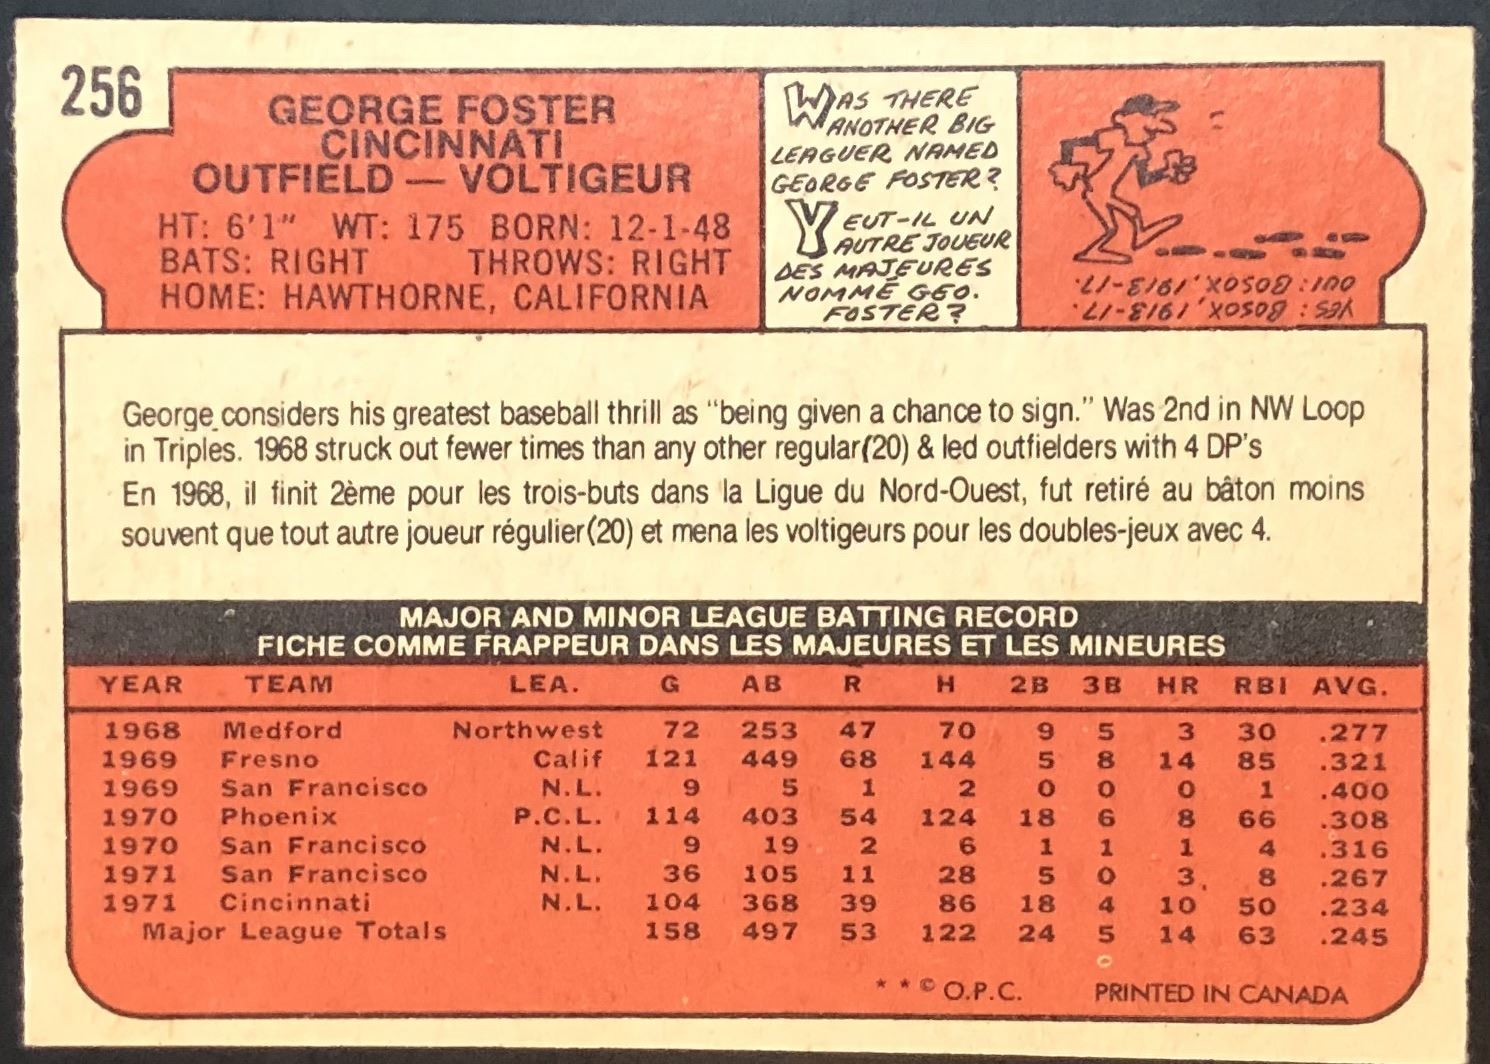 256
GEORGE FOSTER
CINCINNATI
OUTFIELD — VOLTIGEUR
HT: 6'1" WT: 175 BORN: 12-1-48
BATS: RIGHT THROWS: RIGHT
HOME: HAWTHORNE, CALIFORNIA
WAS THERE
ANOTHER BIG
LEAGUER NAMED
GEORGE FOSTER?
YEUT-IL UN
AUTRE JOUEUR
DES MAJEURES
NOMMÉ GEO.
FOSTER?
YES: BOSOX, 1913-17.
OUI: BOSOX, 1913-17.
George considers his greatest baseball thrill as "being given a chance to sign." Was 2nd in NW Loop
in Triples. 1968 struck out fewer times than any other regular(20) & led outfielders with 4 DP's
En 1968, il finit 2ème pour les trois-buts dans la Ligue du Nord-Ouest, fut retiré au bâton moins
souvent que tout autre joueur régulier(20) et mena les voltigeurs pour les doubles-jeux avec 4.
MAJOR AND MINOR LEAGUE BATTING RECORD
FICHE COMME FRAPPEUR DANS LES MAJEURES ET LES MINEURES
YEAR TEAM LEA. G AB R H 2B 3B HR RBI AVG.
1968 Medford Northwest 72 253 47 70 9 5 3 30 .277
1969 Fresno Calif 121 449 68 144 5 8 14 85 .321
1969 San Francisco N.L. 9 5 1 2 0 0 0 1 .400
1970 Phoenix P.C.L. 114 403 54 124 18 6 8 66 .308
1970 San Francisco N.L. 9 19 2 6 1 1 1 4 .316
1971 San Francisco N.L. 36 105 11 28 5 0 3 8 .267
1971 Cincinnati N.L. 104 368 39 86 18 4 10 50 .234
Major League Totals 158 497 53 122 24 5 14 63 .245
* * © O.P.C. PRINTED IN CANADA